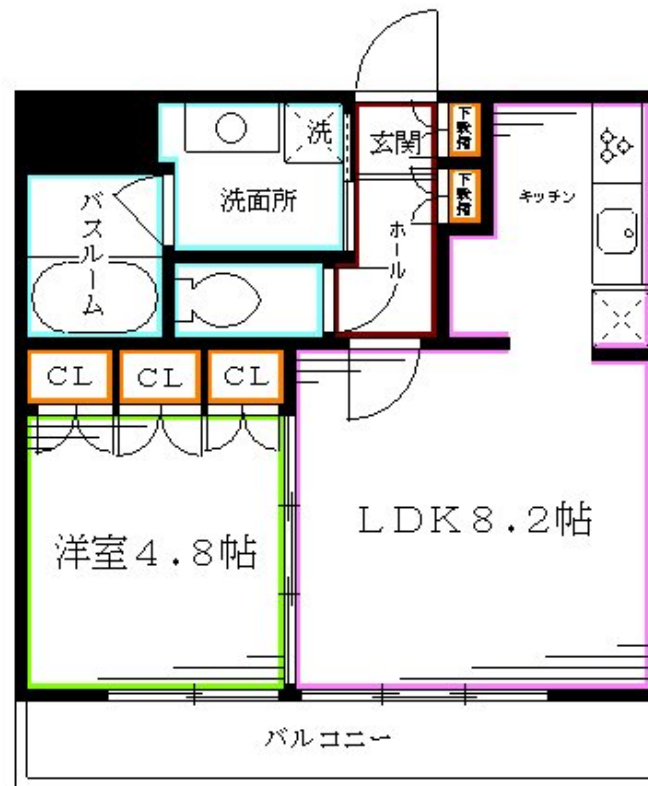 玄関
下駄箱
洗
キッチン
洗面所
下駄箱
バスルーム
ホール
CL
CL
CL
LDK8.2帖
洋室4.8帖
バルコニー